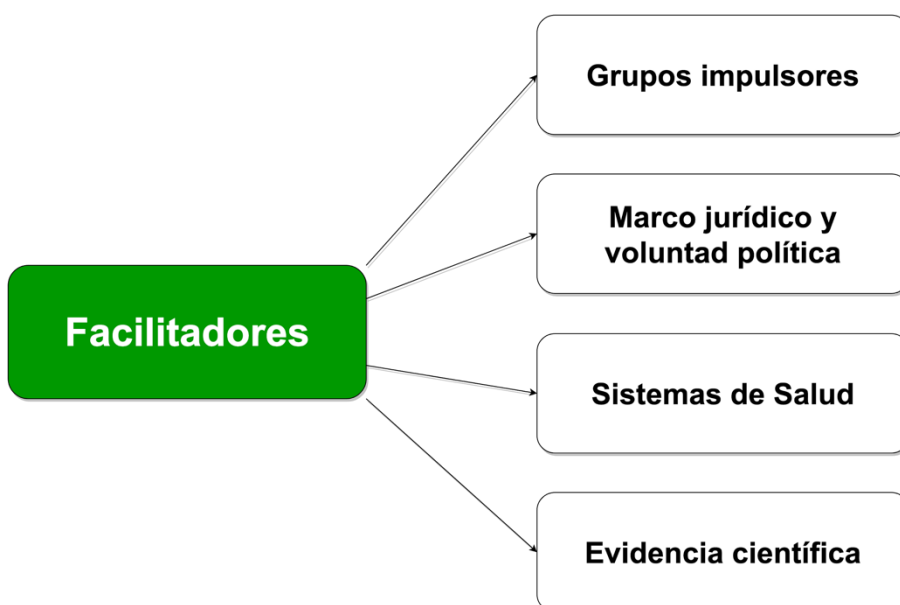 Grupos impulsores
Marco jurídico y
voluntad política
Facilitadores
Sistemas de Salud
Evidencia científica